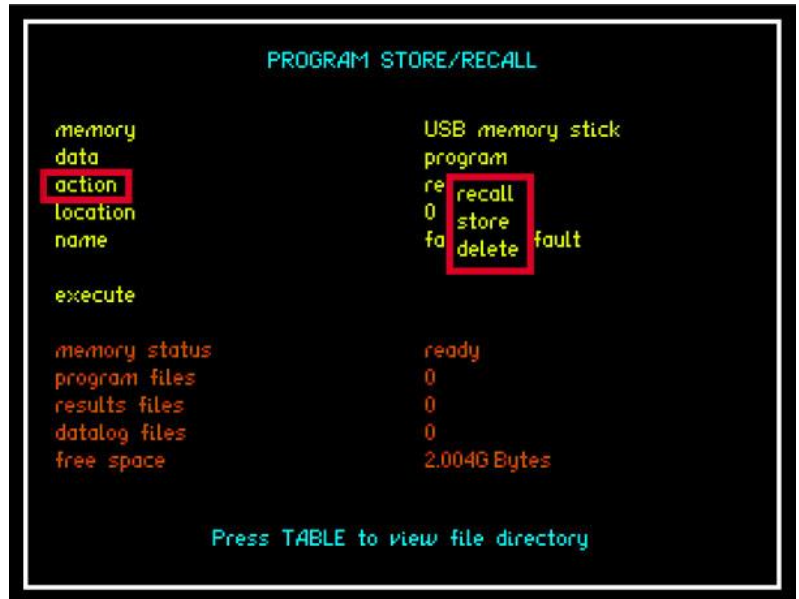 PROGRAM STORE/RECALL
memory USB memory stick
data program
action re
recall
location 0
store
name fa fault
delete
execute
memory status ready
program files 0
results files 0
datalog files 0
free space 2.004G Bytes
Press TABLE to view file directory